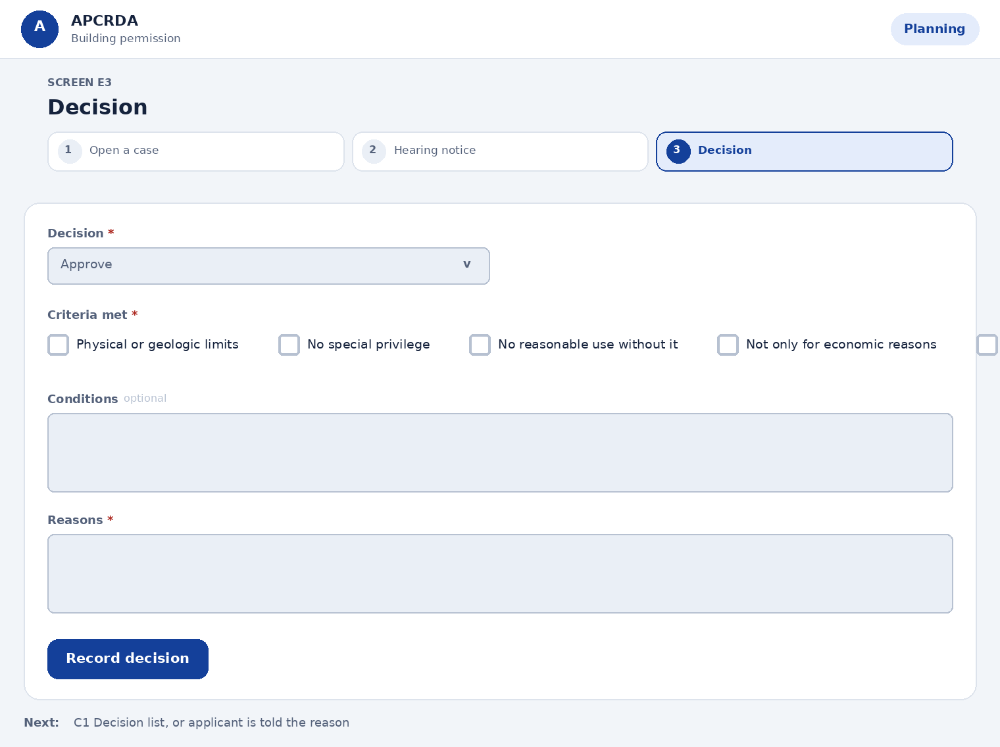 A
APCRDA
Building permission
Planning
SCREEN E3
Decision
1 Open a case
2 Hearing notice
3 Decision
Decision *
Approve v
Criteria met *
Physical or geologic limits
No special privilege
No reasonable use without it
Not only for economic reasons
Conditions optional
Reasons *
Record decision
Next: C1 Decision list, or applicant is told the reason